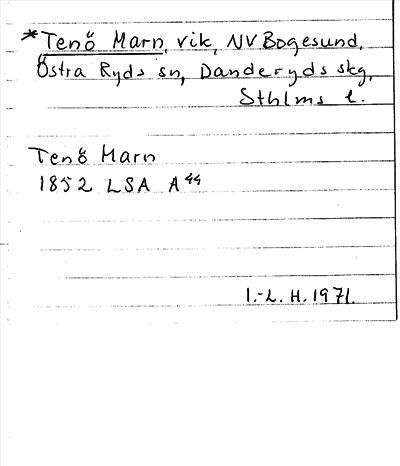 *Tenö Marn, vik, NV Bogesund,
Östra Ryds sn, Danderyds skg,
Sthlms l.
Tenö Marn
1852 LSA A44
I.-L. H. 1971.